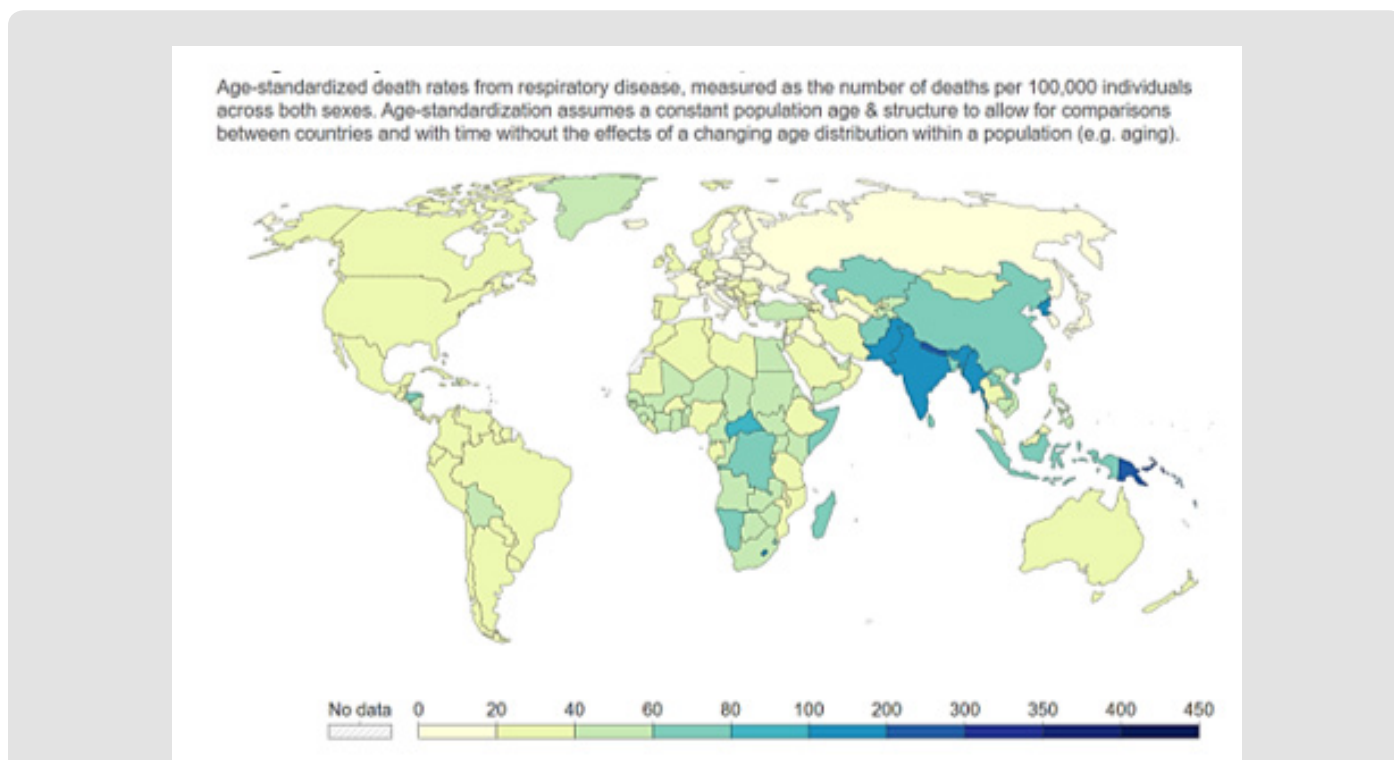 Age-standardized death rates from respiratory disease, measured as the number of deaths per 100,000 individuals
across both sexes. Age-standardization assumes a constant population age & structure to allow for comparisons
between countries and with time without the effects of a changing age distribution within a population (e.g. aging).
No data 0 20 40 60 80 100 200 300 350 400 450